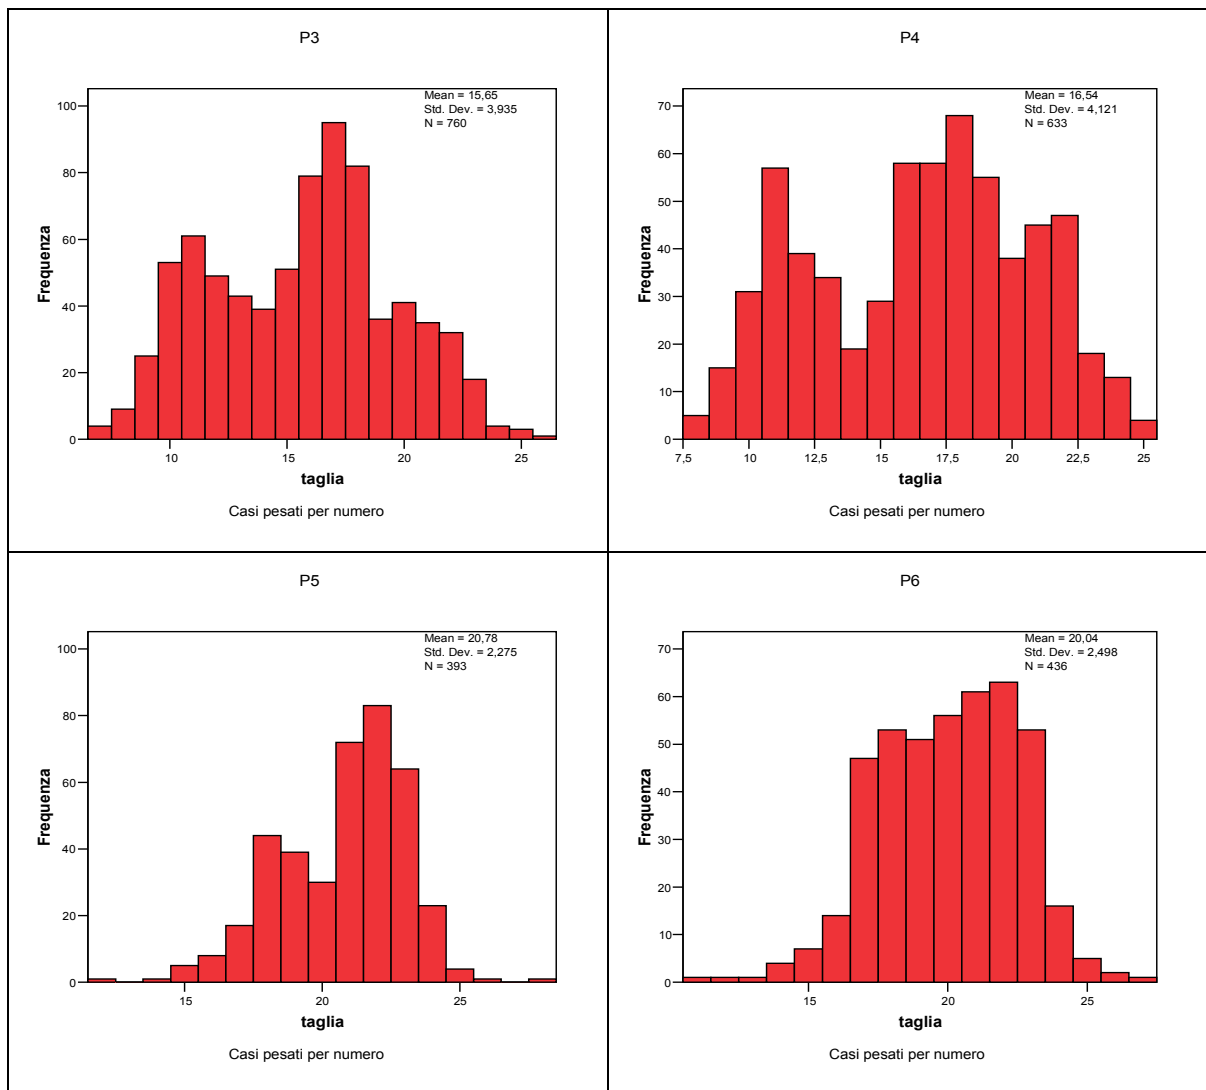 P3
Mean = 15,65
Std. Dev. = 3,935
N = 760
100
80
60
40
20
0
Frequenza
10 15 20 25
taglia
Casi pesati per numero
P4
Mean = 16,54
Std. Dev. = 4,121
N = 633
70
60
50
40
30
20
10
0
Frequenza
7,5 10 12,5 15 17,5 20 22,5 25
taglia
Casi pesati per numero
P5
Mean = 20,78
Std. Dev. = 2,275
N = 393
100
80
60
40
20
0
Frequenza
15 20 25
taglia
Casi pesati per numero
P6
Mean = 20,04
Std. Dev. = 2,498
N = 436
70
60
50
40
30
20
10
0
Frequenza
15 20 25
taglia
Casi pesati per numero